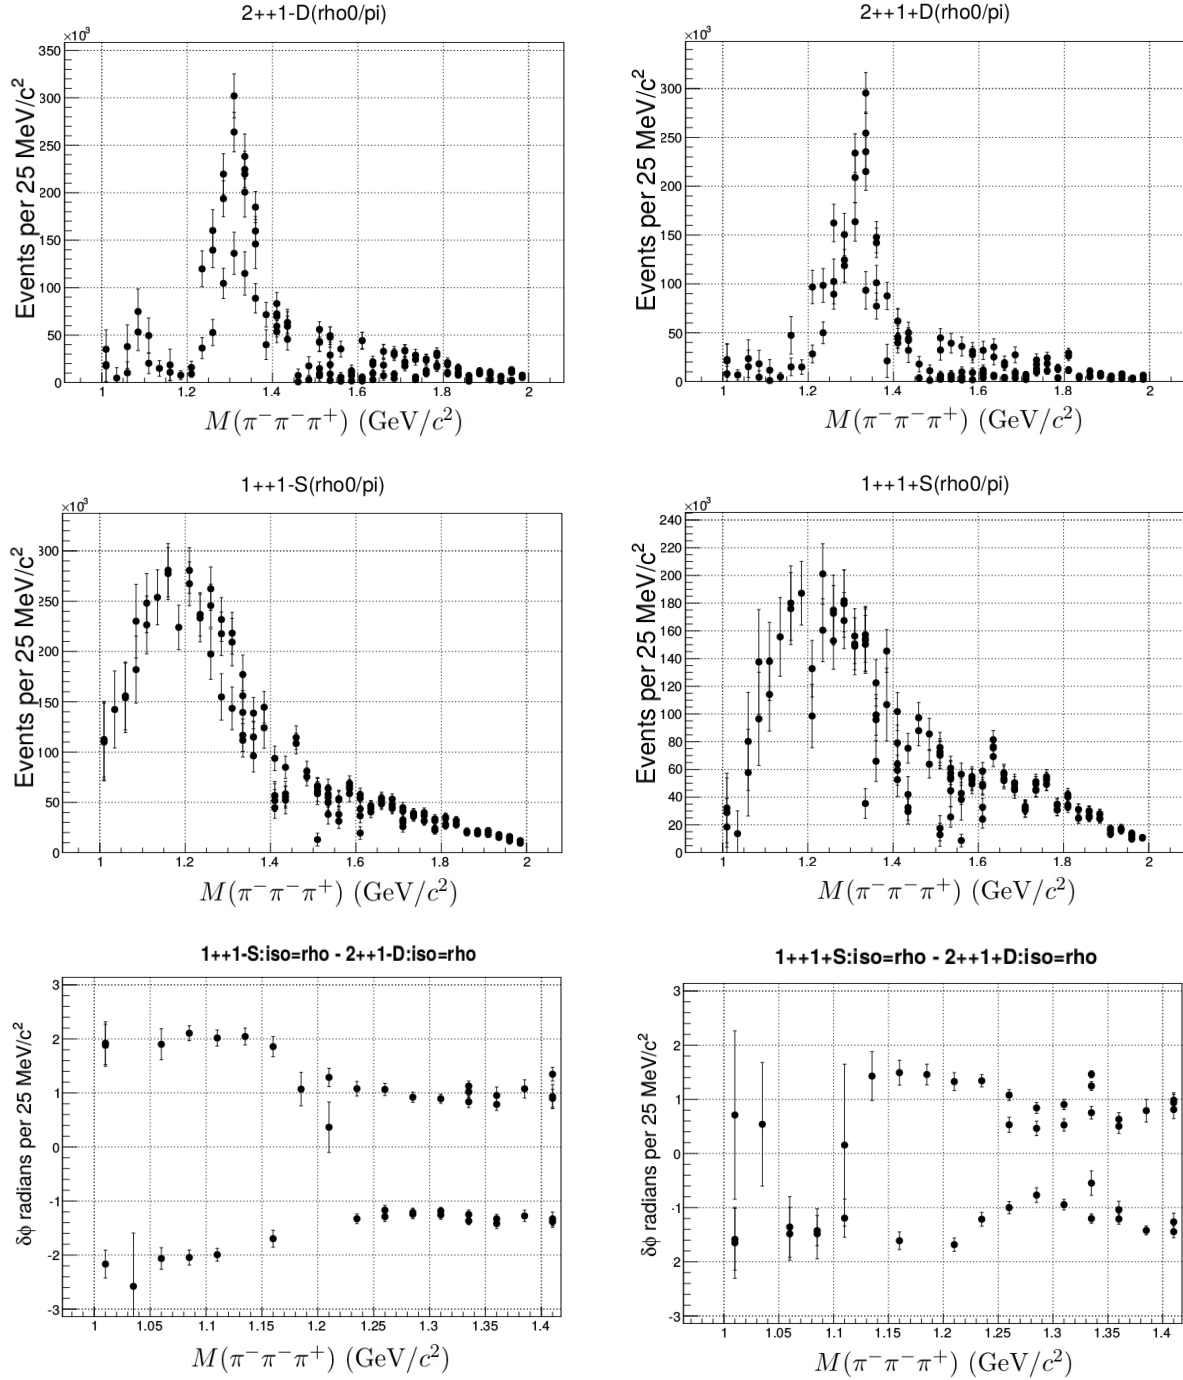 2++1-D(rho0/pi)
×10³
Events per 25 MeV/c²
350
300
250
200
150
100
50
0
1 1.2 1.4 1.6 1.8 2
M(π⁻π⁻π⁺) (GeV/c²)
2++1+D(rho0/pi)
×10³
Events per 25 MeV/c²
300
250
200
150
100
50
0
1 1.2 1.4 1.6 1.8 2
M(π⁻π⁻π⁺) (GeV/c²)
1++1-S(rho0/pi)
×10³
Events per 25 MeV/c²
300
250
200
150
100
50
0
1 1.2 1.4 1.6 1.8 2
M(π⁻π⁻π⁺) (GeV/c²)
1++1+S(rho0/pi)
×10³
Events per 25 MeV/c²
240
220
200
180
160
140
120
100
80
60
40
20
0
1 1.2 1.4 1.6 1.8 2
M(π⁻π⁻π⁺) (GeV/c²)
1++1-S:iso=rho - 2++1-D:iso=rho
δϕ radians per 25 MeV/c²
3
2
1
0
-1
-2
-3
1 1.05 1.1 1.15 1.2 1.25 1.3 1.35 1.4
M(π⁻π⁻π⁺) (GeV/c²)
1++1+S:iso=rho - 2++1+D:iso=rho
δϕ radians per 25 MeV/c²
3
2
1
0
-1
2
-3
1 1.05 1.1 1.15 1.2 1.25 1.3 1.35 1.4
M(π⁻π⁻π⁺) (GeV/c²)